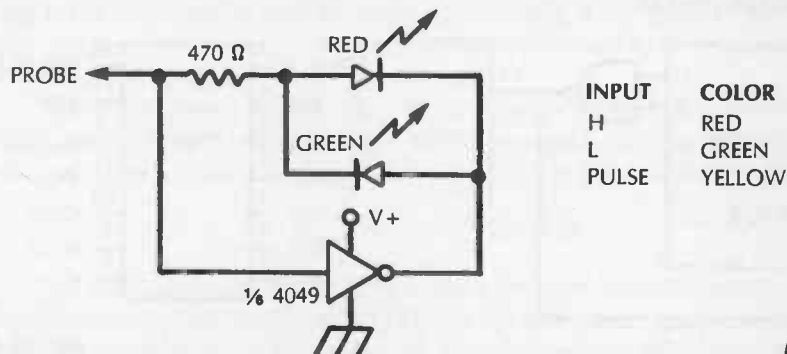 470 Ω
RED
PROBE
GREEN
V+
⅙ 4049
INPUT COLOR
H RED
L GREEN
PULSE YELLOW